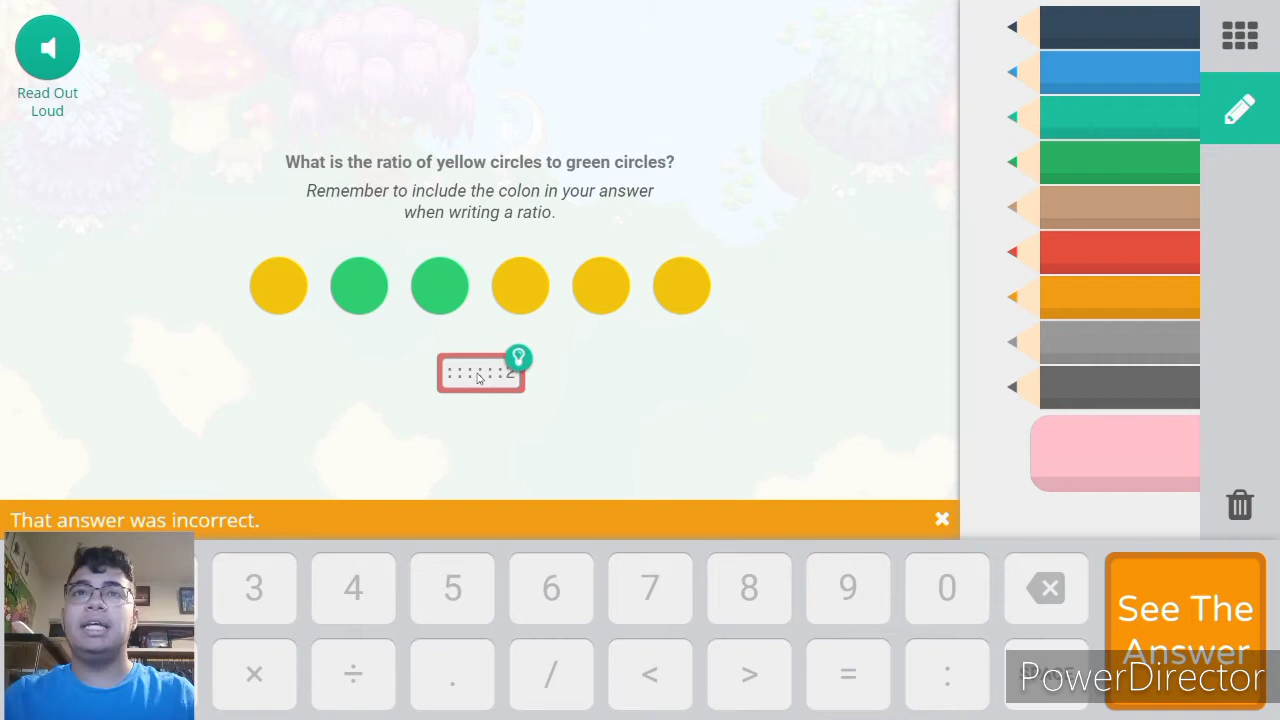 Read Out
Loud
What is the ratio of yellow circles to green circles?
Remember to include the colon in your answer
when writing a ratio.
::::::2
That answer was incorrect.
3 4 5 6 7 8 9 0
× ÷ . / < > = :
See The
Answer
PowerDirector